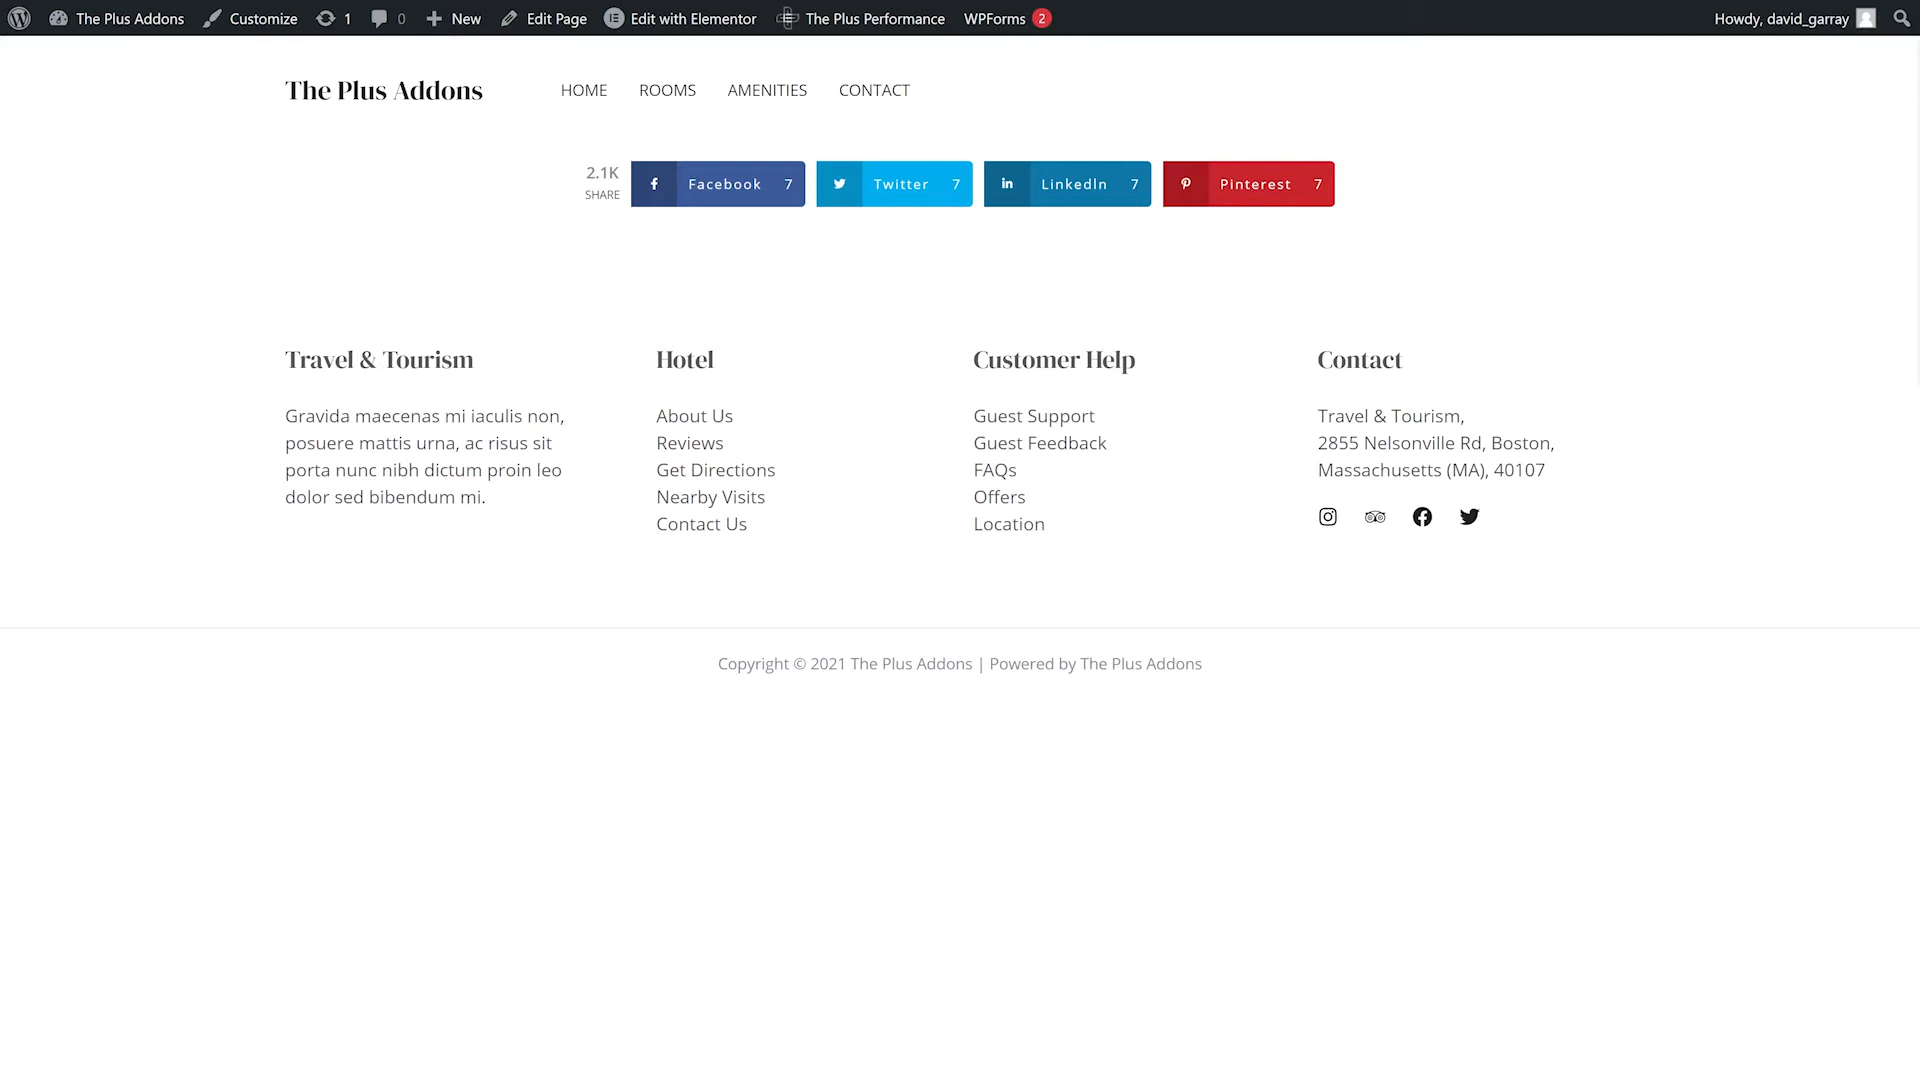 The Plus Addons Customize 1 0 New Edit Page Edit with Elementor The Plus Performance WPForms 2 Howdy, david_garray
The Plus Addons HOME ROOMS AMENITIES CONTACT
2.1K
SHARE
Facebook 7 Twitter 7 LinkedIn 7 Pinterest 7
Travel & Tourism
Gravida maecenas mi iaculis non,
posuere mattis urna, ac risus sit
porta nunc nibh dictum proin leo
dolor sed bibendum mi.
Hotel
About Us
Reviews
Get Directions
Nearby Visits
Contact Us
Customer Help
Guest Support
Guest Feedback
FAQs
Offers
Location
Contact
Travel & Tourism,
2855 Nelsonville Rd, Boston,
Massachusetts (MA), 40107
Copyright © 2021 The Plus Addons | Powered by The Plus Addons